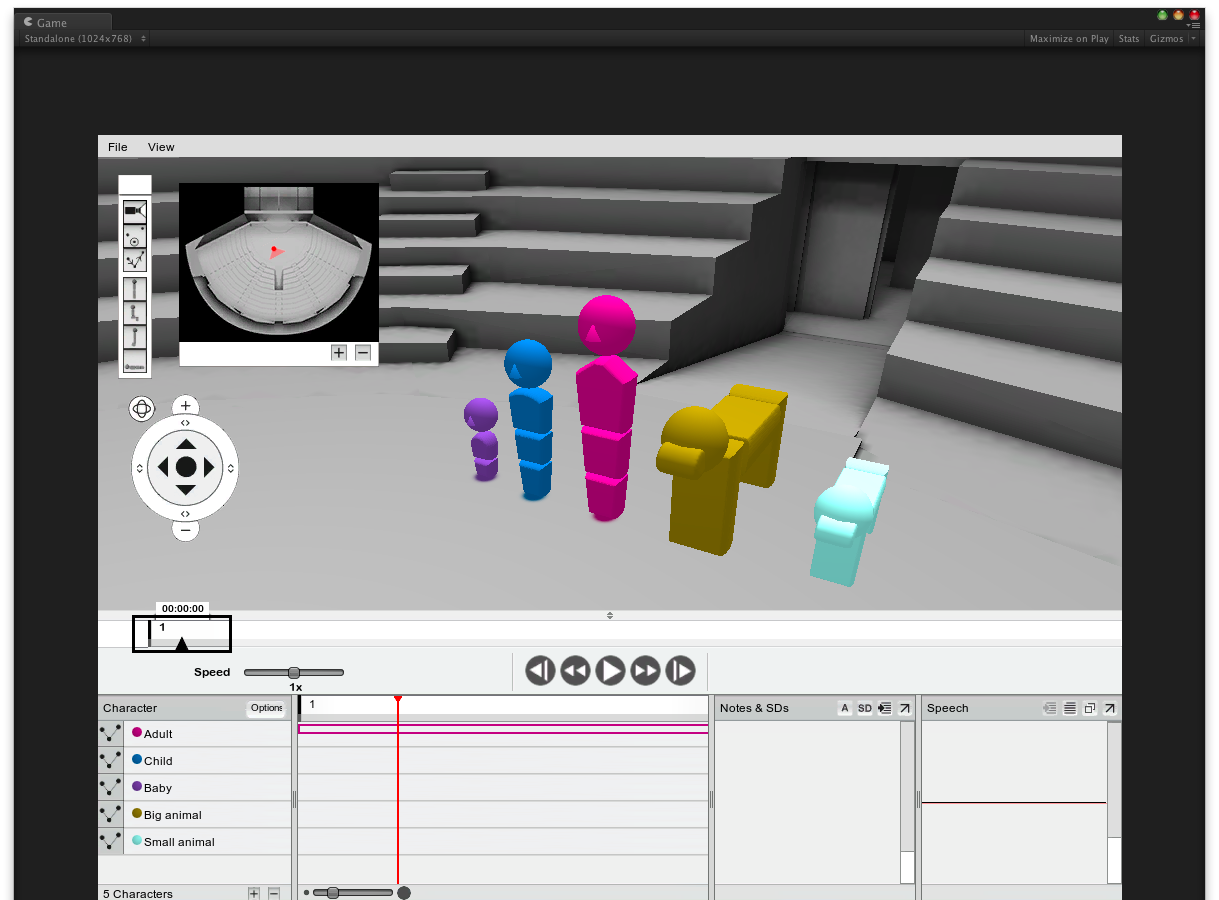 Game
Standalone (1024x768)
Maximize on Play Stats Gizmos
File View
00:00:00
1
Speed
1x
Character Options
1
Notes & SDs A SD
Speech
Adult
Child
Baby
Big animal
Small animal
5 Characters